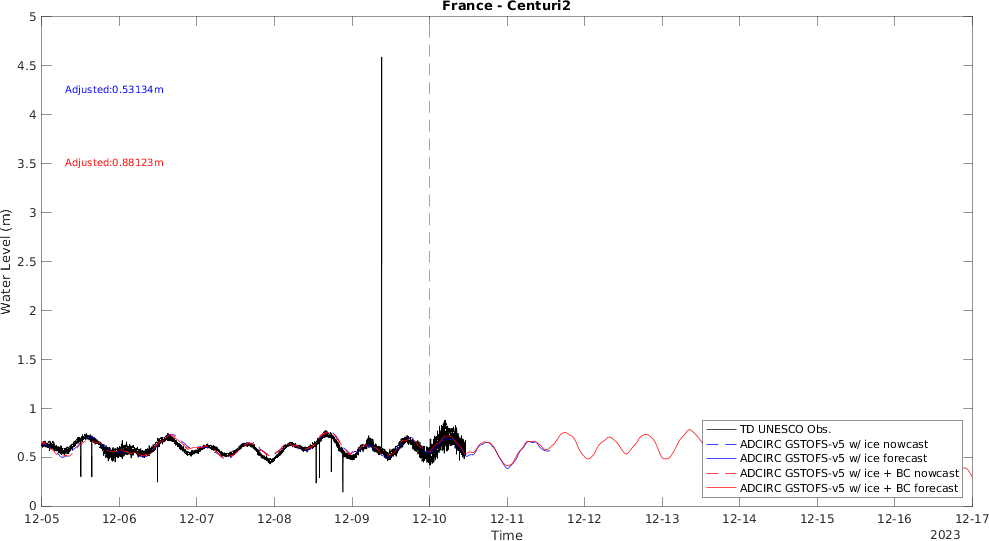 France - Centuri2
5
4.5
4
3.5
3
2.5
2
1.5
1
0.5
0
Water Level (m)
Adjusted:0.53134m
Adjusted:0.88123m
TD UNESCO Obs.
ADCIRC GSTOFS-v5 w/ ice nowcast
ADCIRC GSTOFS-v5 w/ ice forecast
ADCIRC GSTOFS-v5 w/ ice + BC nowcast
ADCIRC GSTOFS-v5 w/ ice + BC forecast
12-05 12-06 12-07 12-08 12-09 12-10 12-11 12-12 12-13 12-14 12-15 12-16 12-17
Time
2023